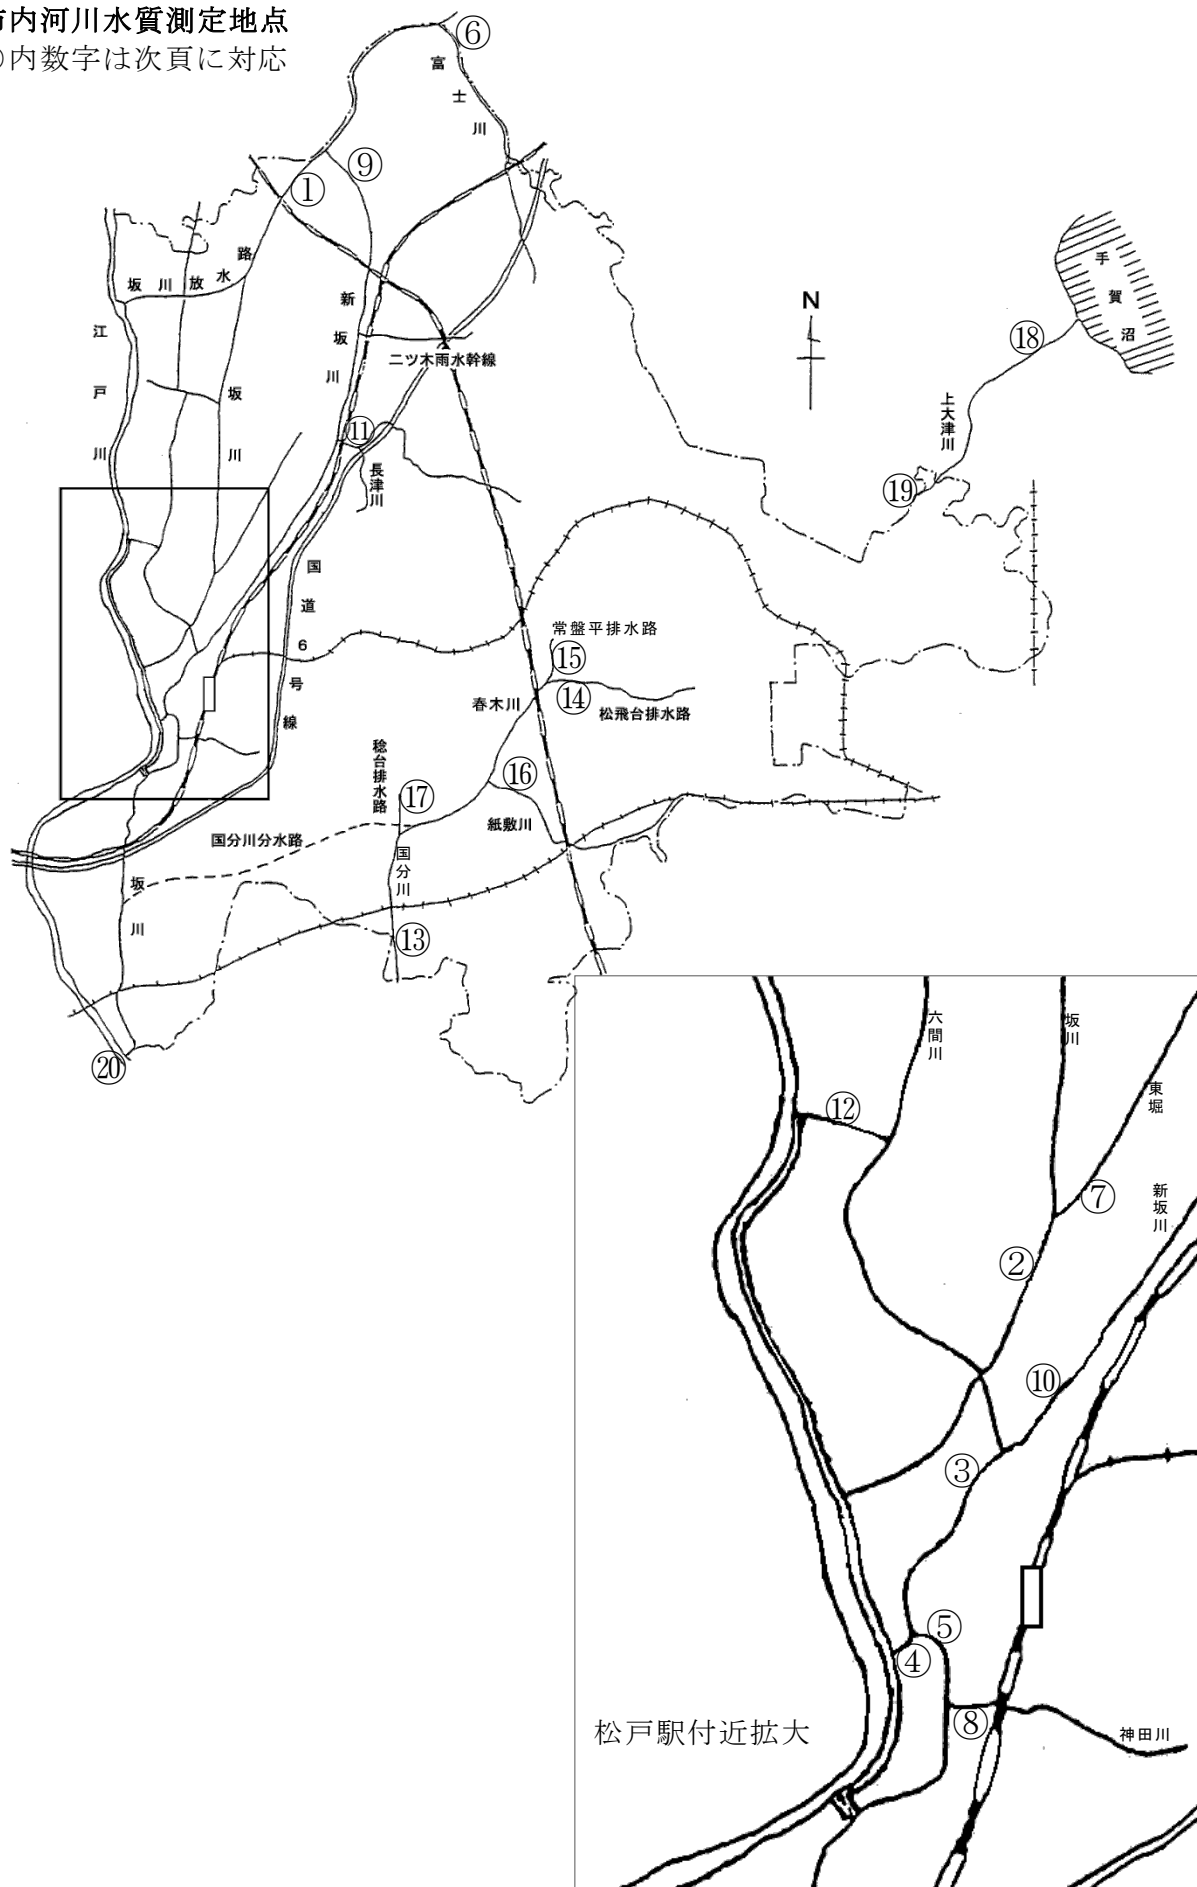 市内河川水質測定地点
○内数字は次頁に対応
⑥
富士川
⑨
①
坂川放水路
江戸川
新坂川
坂川
二ツ木雨水幹線
⑪
長津川
手賀沼
N
⑱
上大津川
⑲
国道6号線
常盤平排水路
⑮
⑭
松飛台排水路
春木川
⑯
紙敷川
稔台排水路
⑰
国分川分水路
国分川
坂川
⑬
⑳
六間川
坂川
東堀
⑫
⑦
新坂川
②
⑩
③
⑤
④
⑧
神田川
松戸駅付近拡大